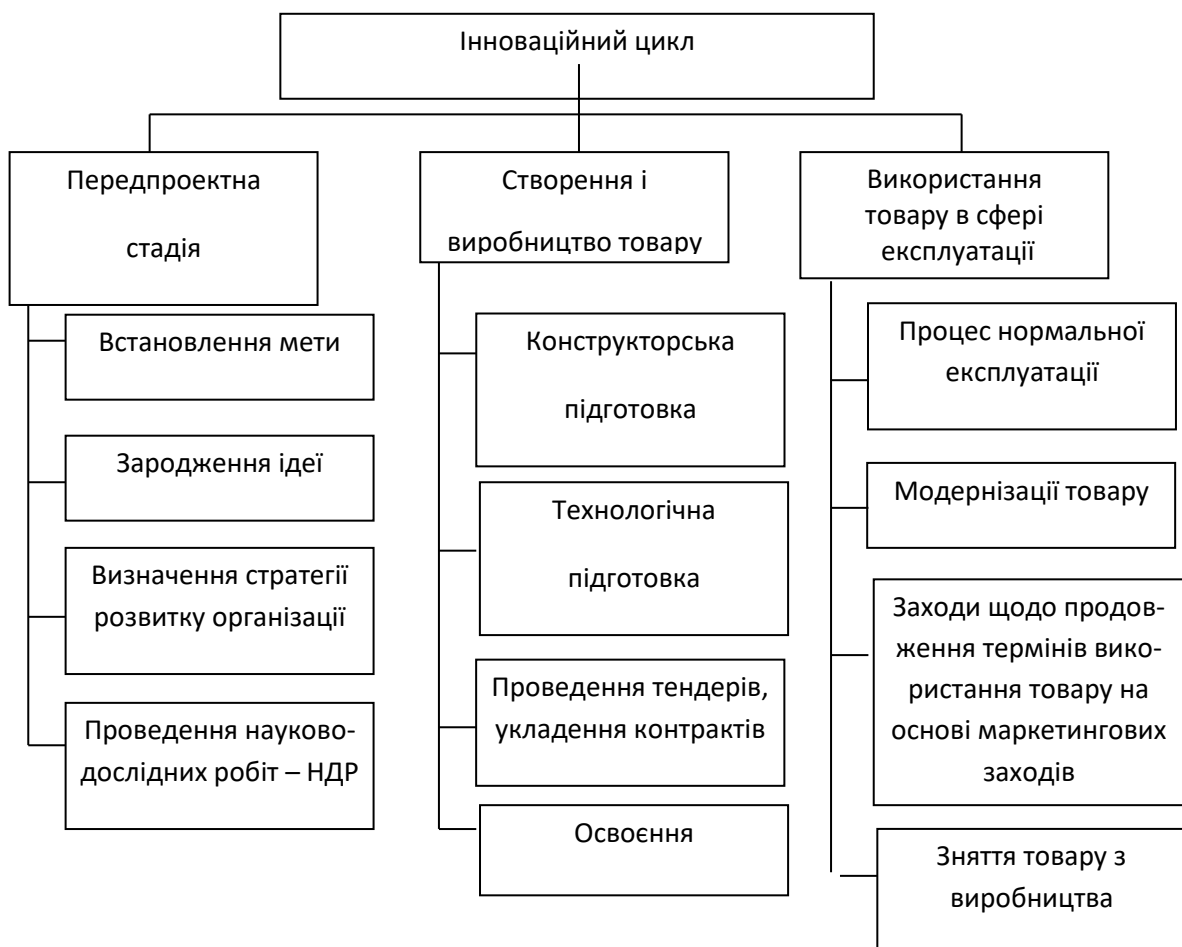 Інноваційний цикл
Передпроектна
стадія
Встановлення мети
Зародження ідеї
Визначення стратегії
розвитку організації
Проведення науково-
дослідних робіт – НДР
Створення і
виробництво товару
Конструкторська
підготовка
Технологічна
підготовка
Проведення тендерів,
укладення контрактів
Освоєння
Використання
товару в сфері
експлуатації
Процес нормальної
експлуатації
Модернізації товару
Заходи щодо продов-
ження термінів вико-
ристання товару на
основі маркетингових
заходів
Зняття товару з
виробництва